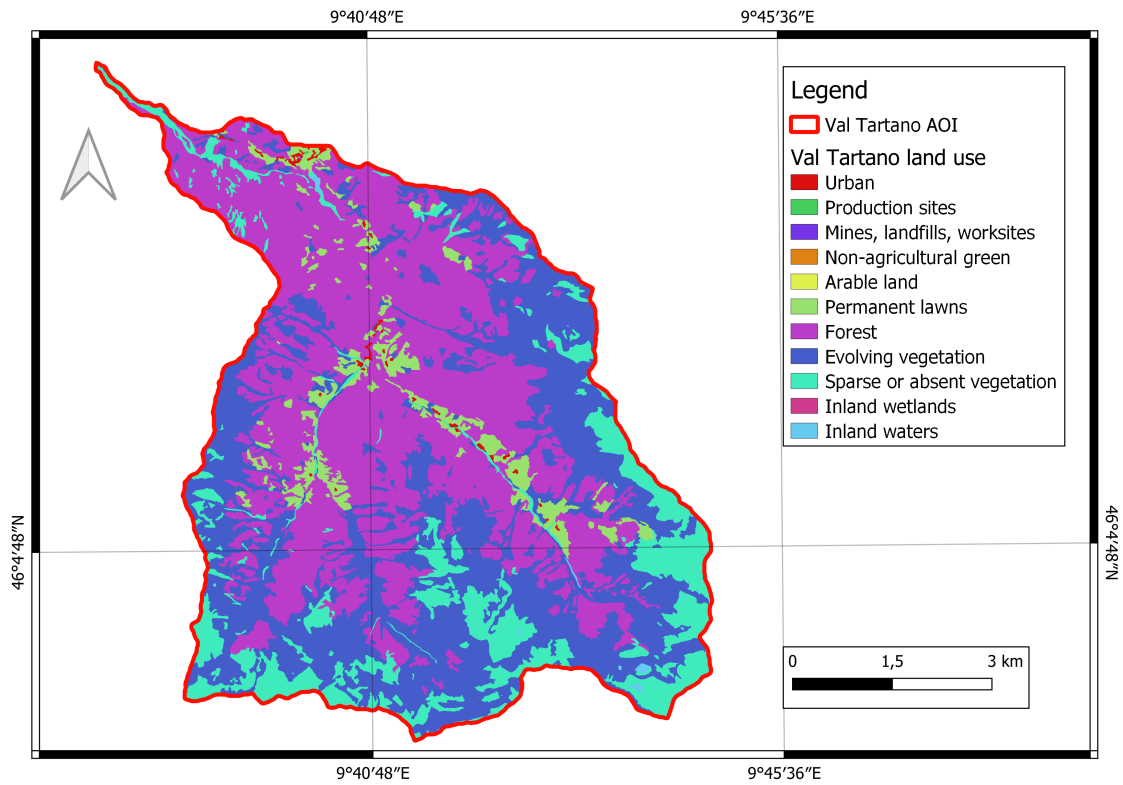 9°40′48″E
9°45′36″E
Legend
Val Tartano AOI
Val Tartano land use
Urban
Production sites
Mines, landfills, worksites
Non-agricultural green
Arable land
Permanent lawns
Forest
Evolving vegetation
Sparse or absent vegetation
Inland wetlands
Inland waters
46°4′48″N
46°4′48″N
0 1,5 3 km
9°40′48″E
9°45′36″E